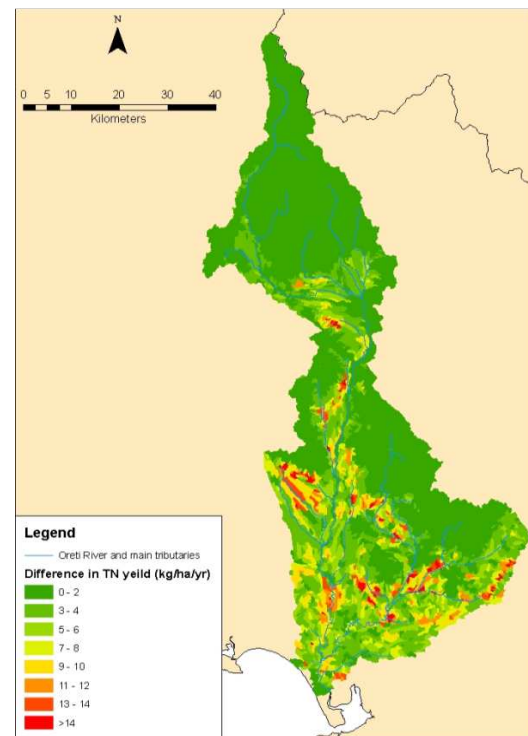 N
0 5 10 20 30 40
Kilometers
Legend
Oreti River and main tributaries
Difference in TN yeild (kg/ha/yr)
0 - 2
3 - 4
5 - 6
7 - 8
9 - 10
11 - 12
13 - 14
>14